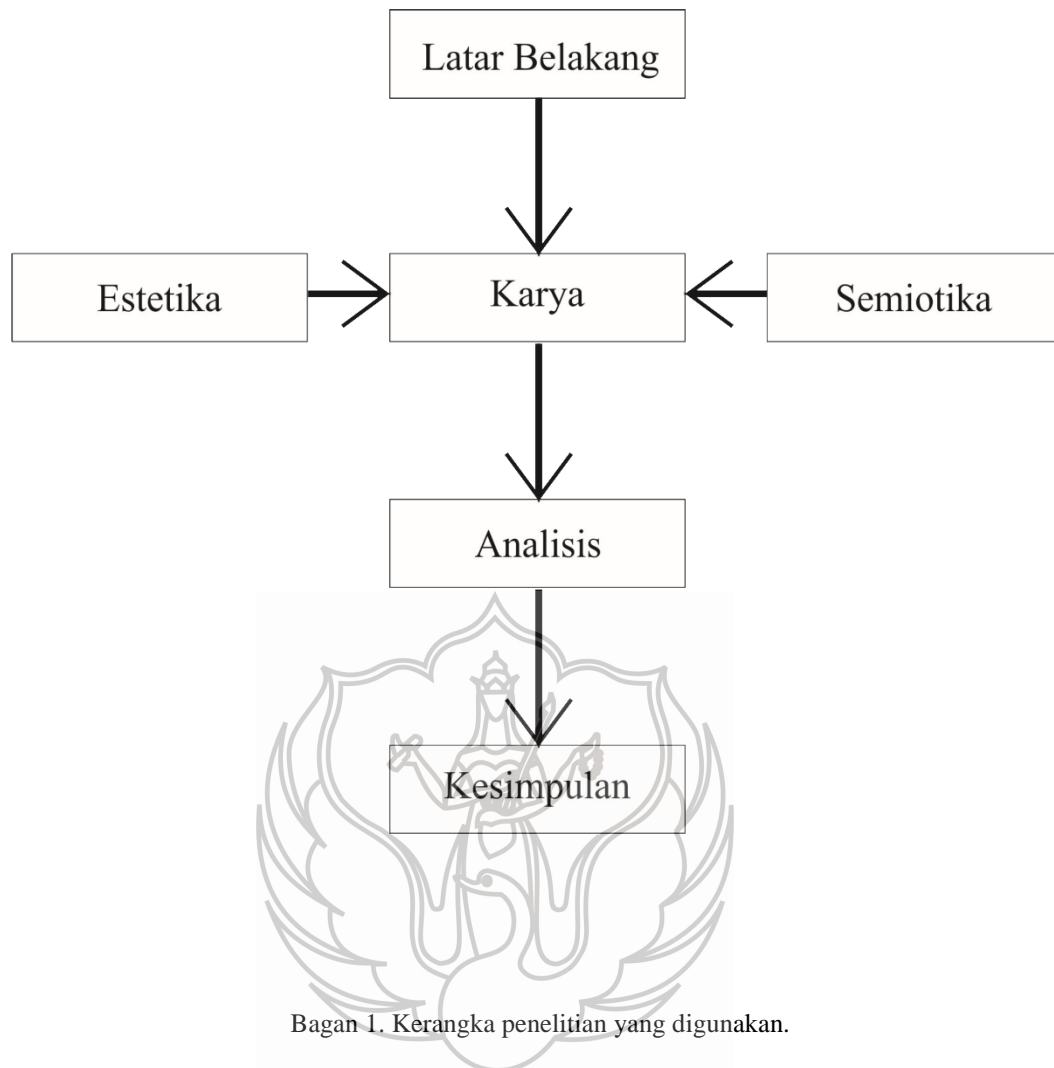 Latar Belakang
Estetika
Karya
Semiotika
Analisis
Kesimpulan
Bagan 1. Kerangka penelitian yang digunakan.